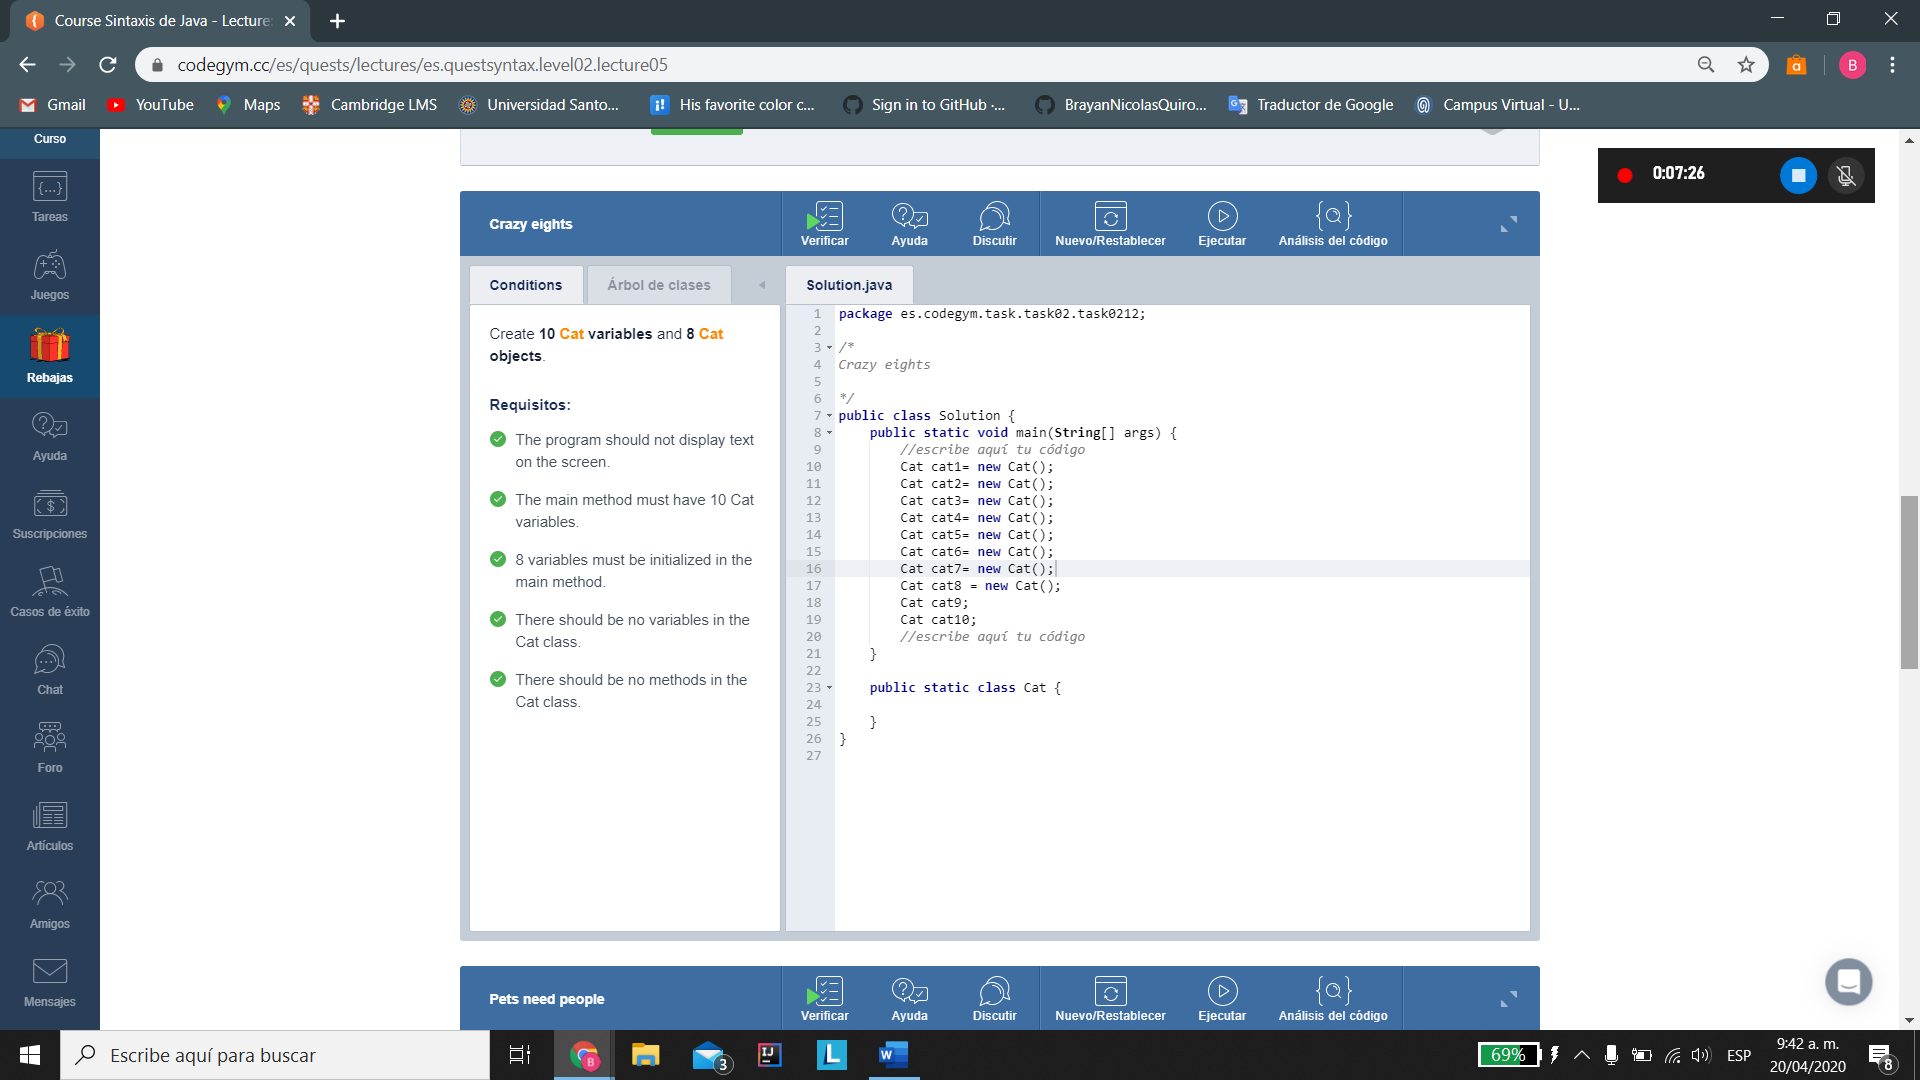 Course Sintaxis de Java - Lecture:
codegym.cc/es/quests/lectures/es.questsyntax.level02.lecture05
B
Gmail YouTube Maps Cambridge LMS Universidad Santo... His favorite color c... Sign in to GitHub ·... BrayanNicolasQuiro... Traductor de Google Campus Virtual - U...
Curso
Tareas
Juegos
Rebajas
Ayuda
Suscripciones
Casos de éxito
Chat
Foro
Artículos
Amigos
Mensajes
0:07:26
Crazy eights
Verificar Ayuda Discutir Nuevo/Restablecer Ejecutar Análisis del código
Conditions Árbol de clases
Create 10 Cat variables and 8 Cat
objects.
Requisitos:
The program should not display text
on the screen.
The main method must have 10 Cat
variables.
8 variables must be initialized in the
main method.
There should be no variables in the
Cat class.
There should be no methods in the
Cat class.
Solution.java
1 package es.codegym.task.task02.task0212;
2
3 /*
4 Crazy eights
5
6 */
7 public class Solution {
8 public static void main(String[] args) {
9 //escribe aquí tu código
10 Cat cat1= new Cat();
11 Cat cat2= new Cat();
12 Cat cat3= new Cat();
13 Cat cat4= new Cat();
14 Cat cat5= new Cat();
15 Cat cat6= new Cat();
16 Cat cat7= new Cat();
17 Cat cat8 = new Cat();
18 Cat cat9;
19 Cat cat10;
20 //escribe aquí tu código
21 }
22
23 public static class Cat {
24
25 }
26 }
27
Pets need people
Verificar Ayuda Discutir Nuevo/Restablecer Ejecutar Análisis del código
Escribe aquí para buscar
B
3
IJ
L
W
69%
ESP
9:42 a. m.
20/04/2020
8